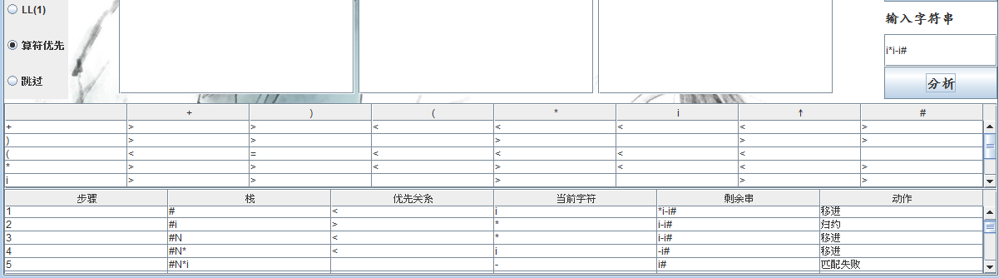 LL(1)
输入字符串
算符优先
i*i-i#
跳过
分析
+ ) ( * i ↑ #
+ > > < < < < >
) > > > > >
( < = < < < <
* > > < > < < >
i > > > > >
步骤 栈 优先关系 当前字符 剩余串 动作
1 # < i *i-i# 移进
2 #i > * i-i# 归约
3 #N < * i-i# 移进
4 #N* < i -i# 移进
5 #N*i - i# 匹配失败